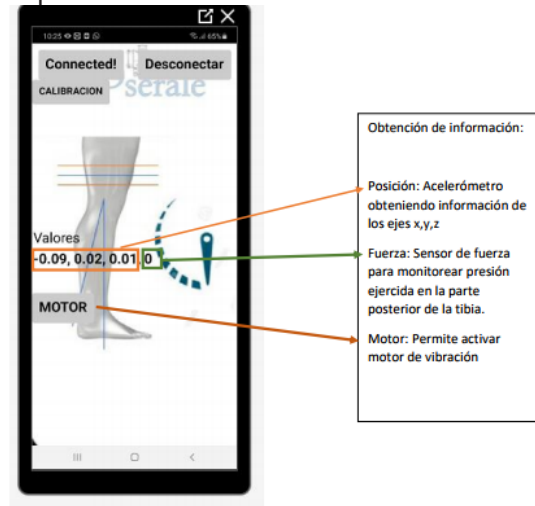 10:25
65%
Connected!
Desconectar
CALIBRACION
serale
Valores
-0.09, 0.02, 0.01, 0
MOTOR
Obtención de información:
Posición: Acelerómetro
obteniendo información de
los ejes x,y,z
Fuerza: Sensor de fuerza
para monitorear presión
ejercida en la parte
posterior de la tibia.
Motor: Permite activar
motor de vibración